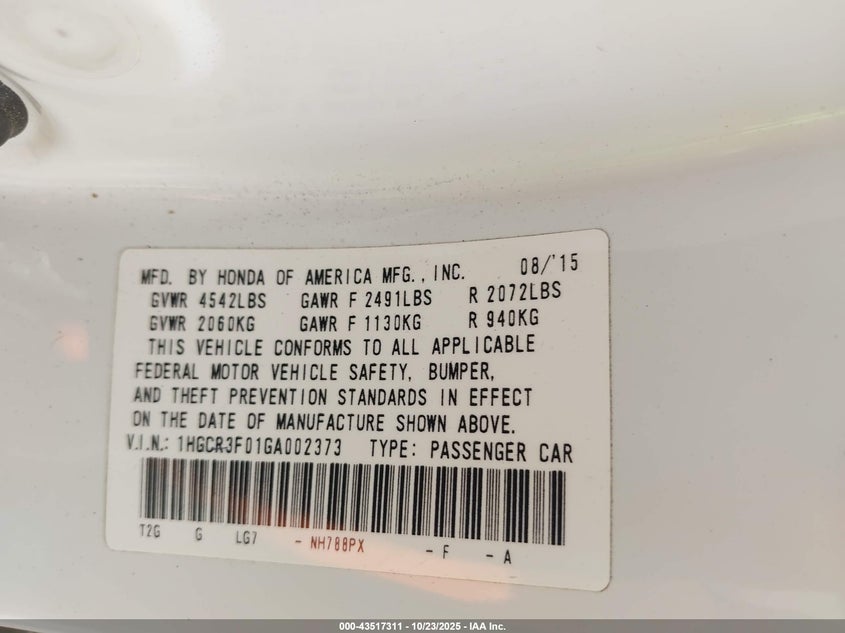 MFD. BY HONDA OF AMERICA MFG., INC. 08/'15
GVWR 4542LBS GAWR F 2491LBS R 2072LBS
GVWR 2060KG GAWR F 1130KG R 940KG
THIS VEHICLE CONFORMS TO ALL APPLICABLE
FEDERAL MOTOR VEHICLE SAFETY, BUMPER,
AND THEFT PREVENTION STANDARDS IN EFFECT
ON THE DATE OF MANUFACTURE SHOWN ABOVE.
V.I.N.: 1HGCR3F01GA002373 TYPE: PASSENGER CAR
T2G G LG7 - NH788PX - F - A
000-43517311 - 10/23/2025 - IAA Inc.